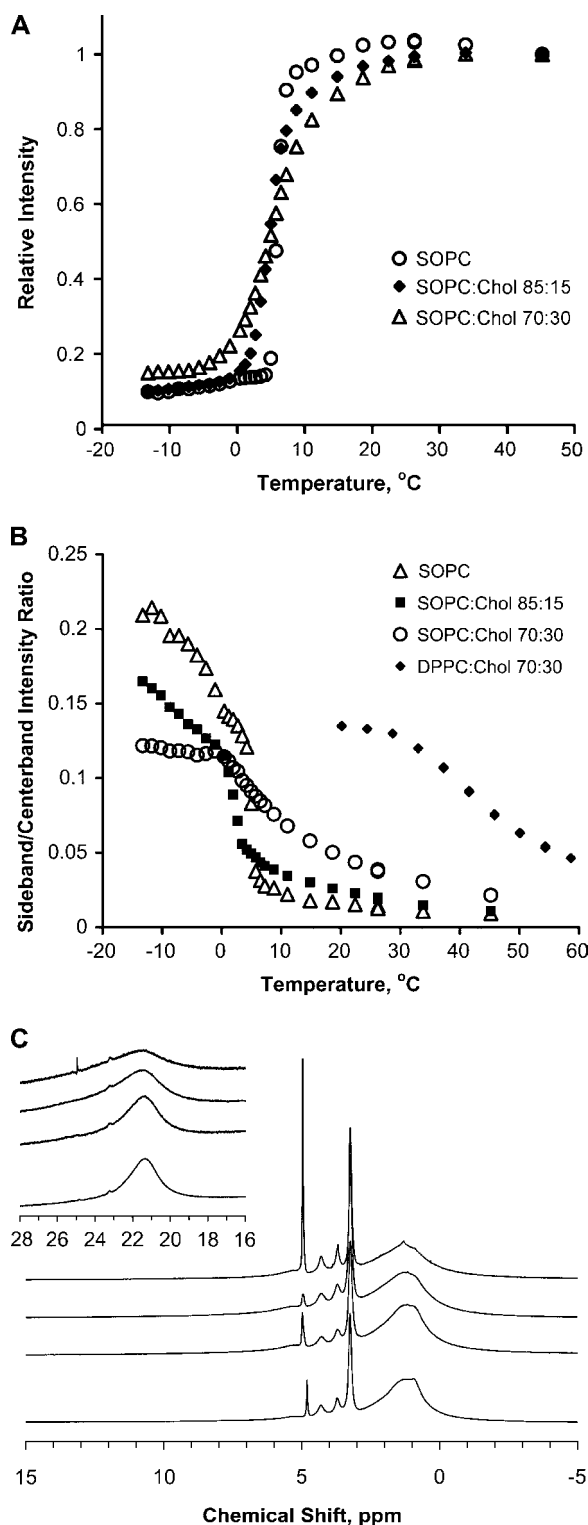 A
Relative Intensity
1
0.8
0.6
0.4
0.2
0
SOPC
SOPC:Chol 85:15
SOPC:Chol 70:30
-20 -10 0 10 20 30 40 50
Temperature, °C
B
Sideband/Centerband Intensity Ratio
0.25
0.2
0.15
0.1
0.05
0
SOPC
SOPC:Chol 85:15
SOPC:Chol 70:30
DPPC:Chol 70:30
-20 -10 0 10 20 30 40 50 60
Temperature, °C
C
28 26 24 22 20 18 16
15 10 5 0 -5
Chemical Shift, ppm